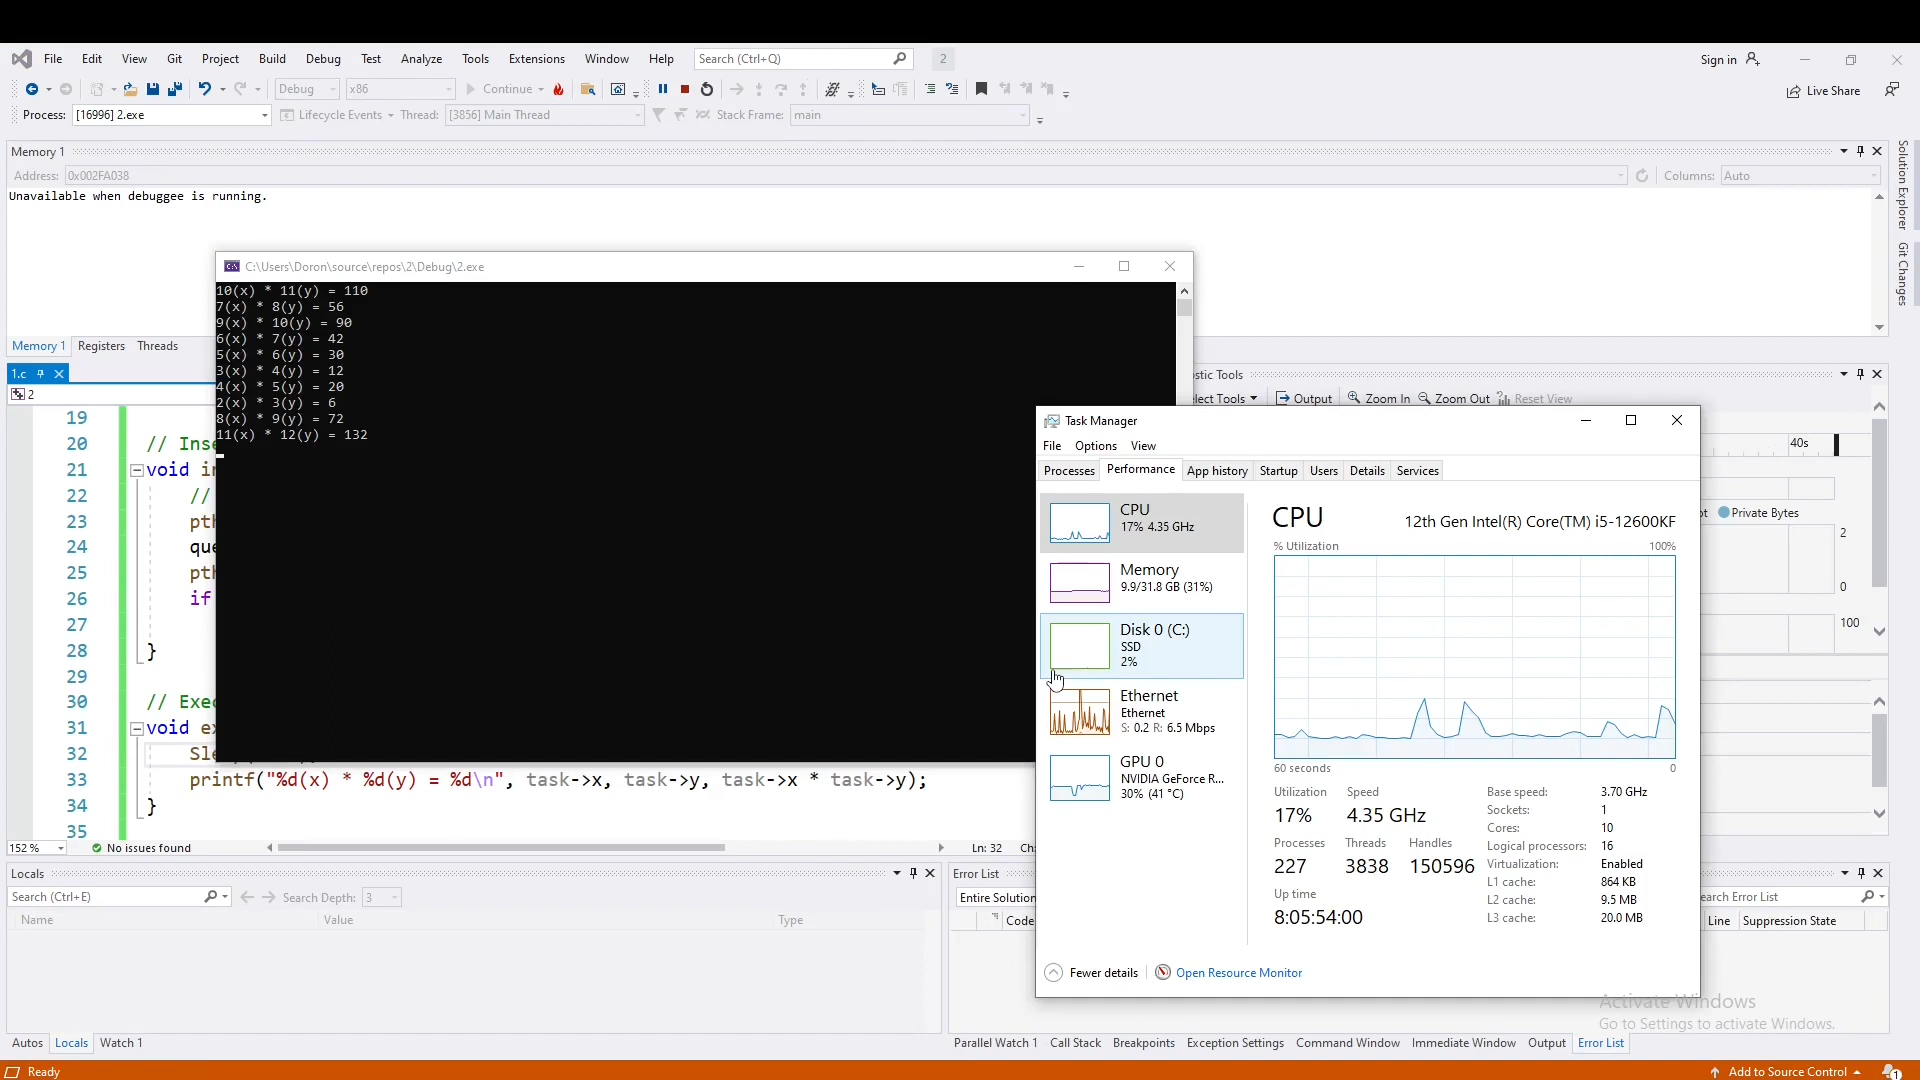 File Edit View Git Project Build Debug Test Analyze Tools Extensions Window Help Search (Ctrl+Q) 2 Sign in
Debug x86 Continue Live Share
Process: [16996] 2.exe Lifecycle Events Thread: [3856] Main Thread Stack Frame: main
Memory 1
Address: 0x002FA038 Columns: Auto
Unavailable when debuggee is running.
Memory 1 Registers Threads
Solution Explorer
Git Changes
C:\Users\Doron\source\repos\2\Debug\2.exe
10(x) * 11(y) = 110
7(x) * 8(y) = 56
9(x) * 10(y) = 90
6(x) * 7(y) = 42
5(x) * 6(y) = 30
3(x) * 4(y) = 12
4(x) * 5(y) = 20
2(x) * 3(y) = 6
8(x) * 9(y) = 72
11(x) * 12(y) = 132
1.c
2
19
20 // Inse
21 void in
22 //
23 pth
24 que
25 pth
26 if
27
28 }
29
30 // Exec
31 void ex
32 Sle
33 printf("%d(x) * %d(y) = %d\n", task->x, task->y, task->x * task->y);
34 }
35
152 % No issues found Ln: 32 Ch:
stic Tools
lect Tools Output Zoom In Zoom Out Reset View
40s
ot Private Bytes
2
0
100
Task Manager
File Options View
Processes Performance App history Startup Users Details Services
CPU
17% 4.35 GHz
Memory
9.9/31.8 GB (31%)
Disk 0 (C:)
SSD
2%
Ethernet
Ethernet
S: 0.2 R: 6.5 Mbps
GPU 0
NVIDIA GeForce R...
30% (41 °C)
CPU 12th Gen Intel(R) Core(TM) i5-12600KF
% Utilization 100%
60 seconds 0
Utilization Speed
17% 4.35 GHz
Processes Threads Handles
227 3838 150596
Up time
8:05:54:00
Base speed: 3.70 GHz
Sockets: 1
Cores: 10
Logical processors: 16
Virtualization: Enabled
L1 cache: 864 KB
L2 cache: 9.5 MB
L3 cache: 20.0 MB
Fewer details Open Resource Monitor
Locals
Search (Ctrl+E) Search Depth: 3
Name Value Type
Autos Locals Watch 1
Error List
Entire Solution earch Error List
Code Line Suppression State
Activate Windows
Go to Settings to activate Windows.
Parallel Watch 1 Call Stack Breakpoints Exception Settings Command Window Immediate Window Output Error List
Ready Add to Source Control 1